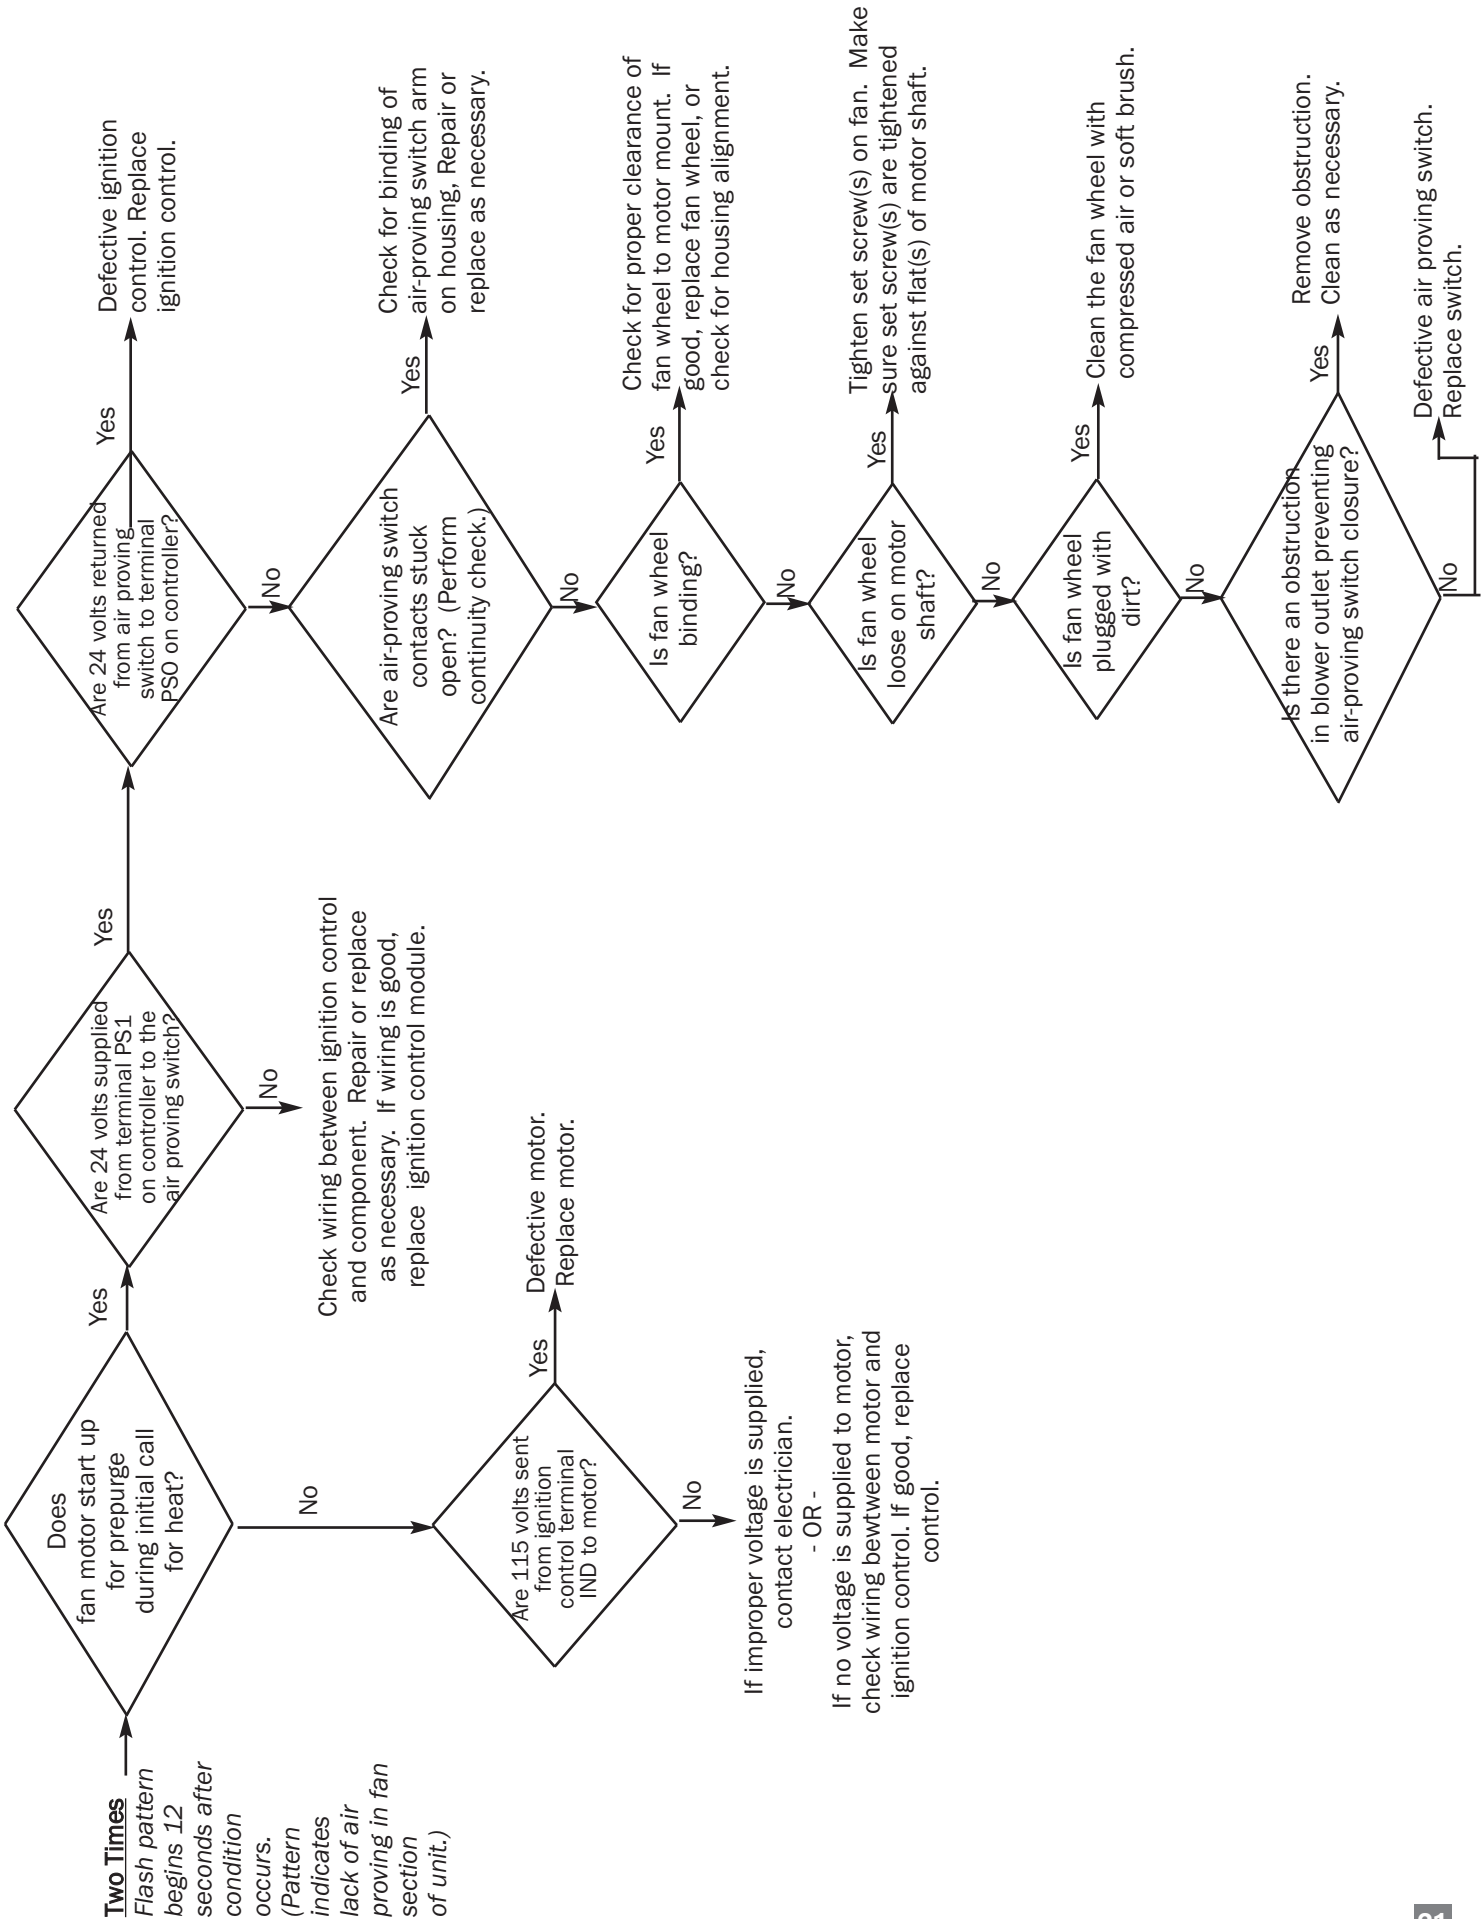 Two Times
Flash pattern
begins 12
seconds after
condition
occurs.
(Pattern
indicates
lack of air
proving in fan
section
of unit.)
Does
fan motor start up
for prepurge
during initial call
for heat?
Yes
No
Are 24 volts supplied
from terminal PS1
on controller to the
air proving switch?
Yes
No
Check wiring between ignition control
and component. Repair or replace
as necessary. If wiring is good,
replace ignition control module.
Are 115 volts sent
from ignition
control terminal
IND to motor?
Yes
Defective motor.
Replace motor.
No
If improper voltage is supplied,
contact electrician.
- OR -
If no voltage is supplied to motor,
check wiring bewtween motor and
ignition control. If good, replace
control.
Are 24 volts returned
from air proving
switch to terminal
PSO on controller?
Yes
Defective ignition
control. Replace
ignition control.
No
Are air-proving switch
contacts stuck
open? (Perform
continuity check.)
Yes
Check for binding of
air-proving switch arm
on housing, Repair or
replace as necessary.
No
Is fan wheel
binding?
Yes
Check for proper clearance of
fan wheel to motor mount. If
good, replace fan wheel, or
check for housing alignment.
No
Is fan wheel
loose on motor
shaft?
Yes
Tighten set screw(s) on fan. Make
sure set screw(s) are tightened
against flat(s) of motor shaft.
No
Is fan wheel
plugged with
dirt?
Yes
Clean the fan wheel with
compressed air or soft brush.
No
Is there an obstruction
in blower outlet preventing
air-proving switch closure?
Yes
Remove obstruction.
Clean as necessary.
No
Defective air proving switch.
Replace switch.